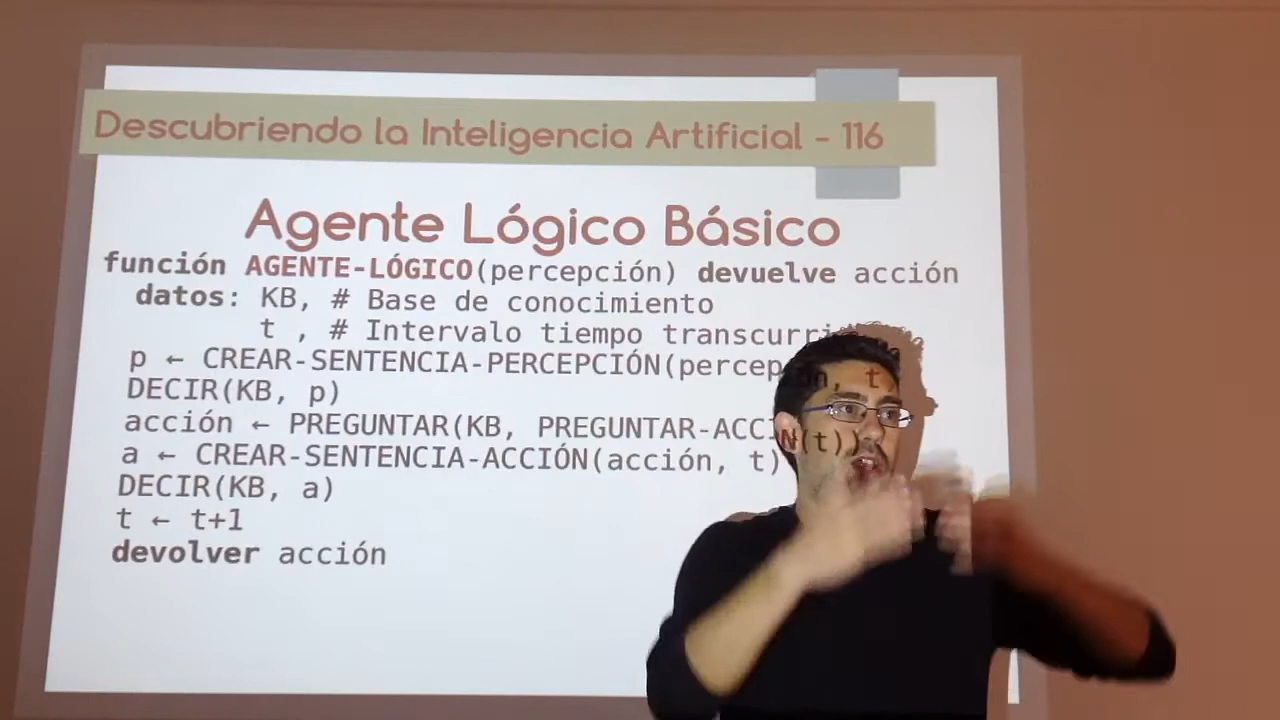 Descubriendo la Inteligencia Artificial - 116
Agente Lógico Básico
función AGENTE-LÓGICO(percepción) devuelve acción
datos: KB, # Base de conocimiento
t , # Intervalo tiempo
p ← CREAR-SENTENCIA-PERCEPCIÓN(percepción, t
DECIR(KB, p)
acción ← PREGUNTAR(KB, PREGUNTAR-ACCIÓN(t))
a ← CREAR-SENTENCIA-ACCIÓN(acción, t)
DECIR(KB, a)
t ← t+1
devolver acción